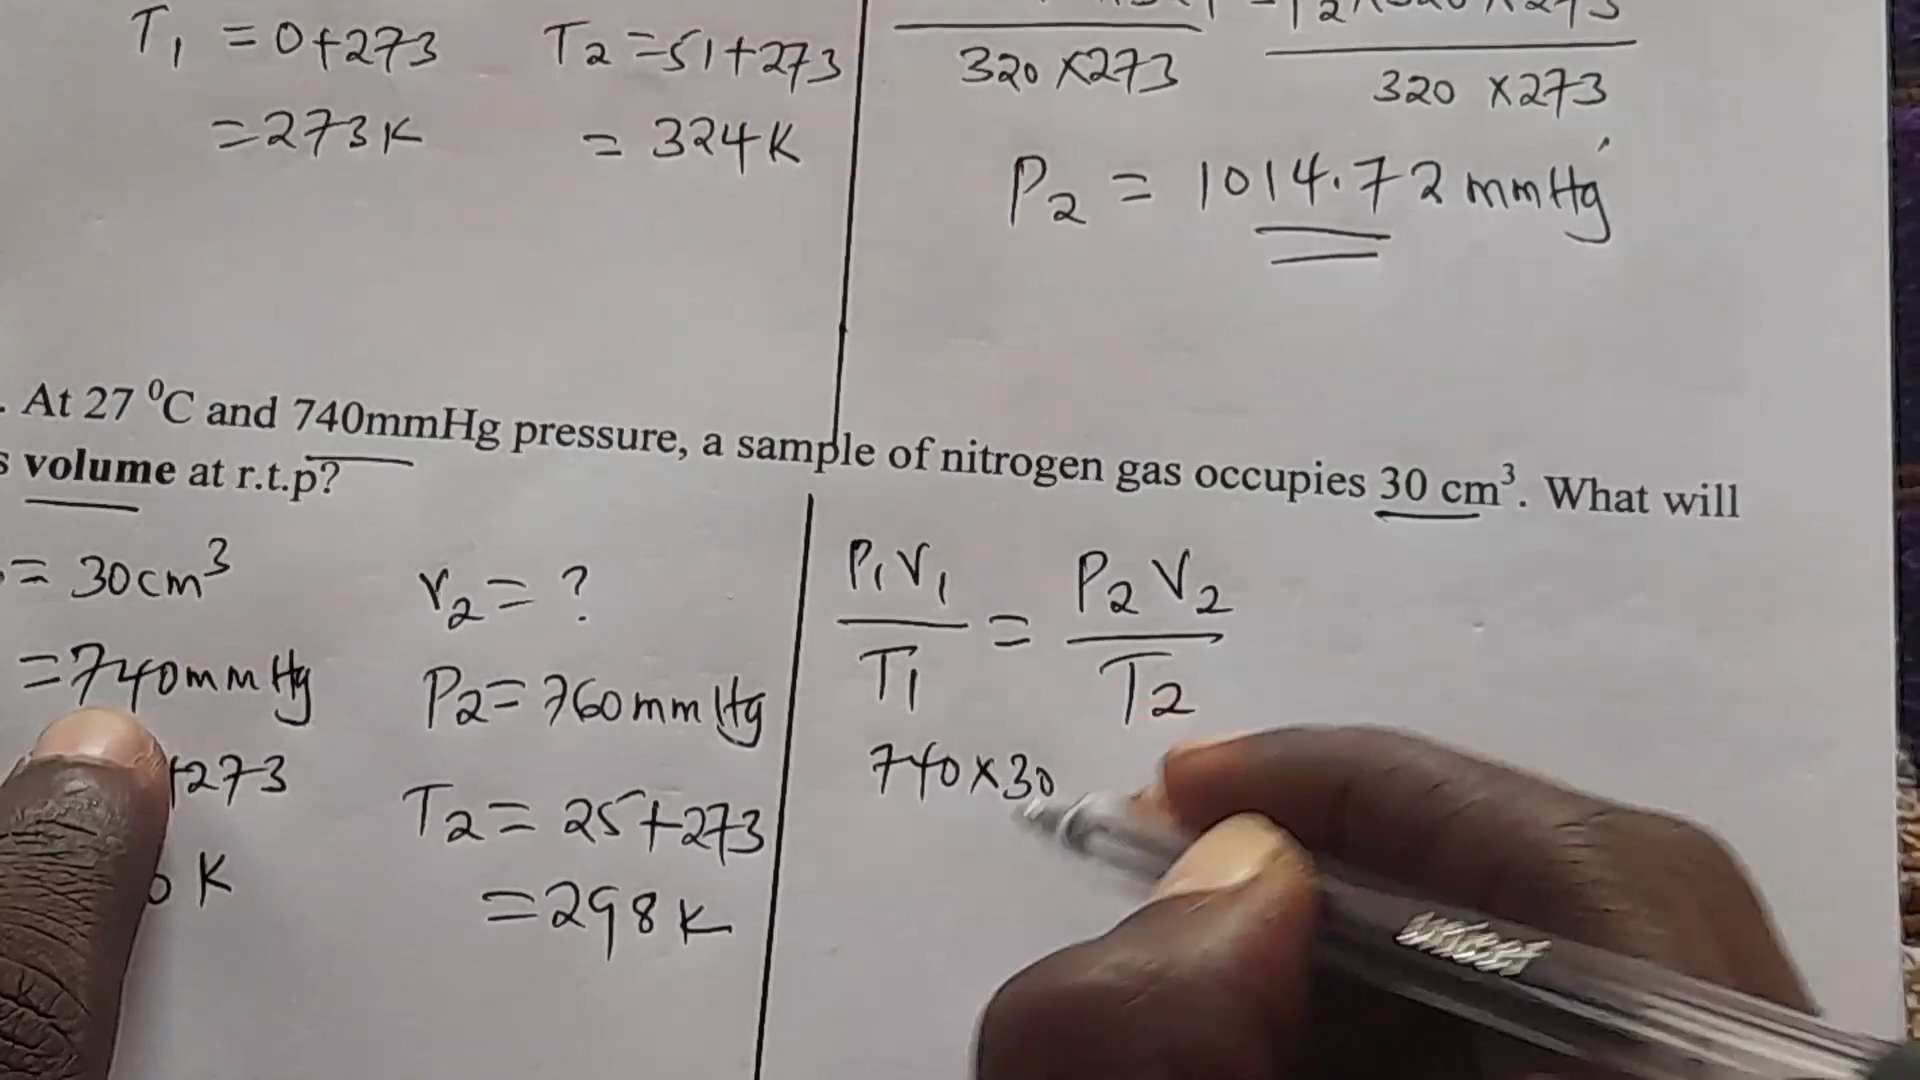 T1 = 0+273
= 273K
T2 = 51+273
= 324K
320 × 273
320 × 273
P2 = 1014.72 mmHg
. At 27 ⁰C and 740mmHg pressure, a sample of nitrogen gas occupies 30 cm³. What will
s volume at r.t.p?
= 30cm³
= 740mmHg
+273
K
V2 = ?
P2 = 760mmHg
T2 = 25+273
= 298K
P1V1 / T1 = P2V2 / T2
740×30